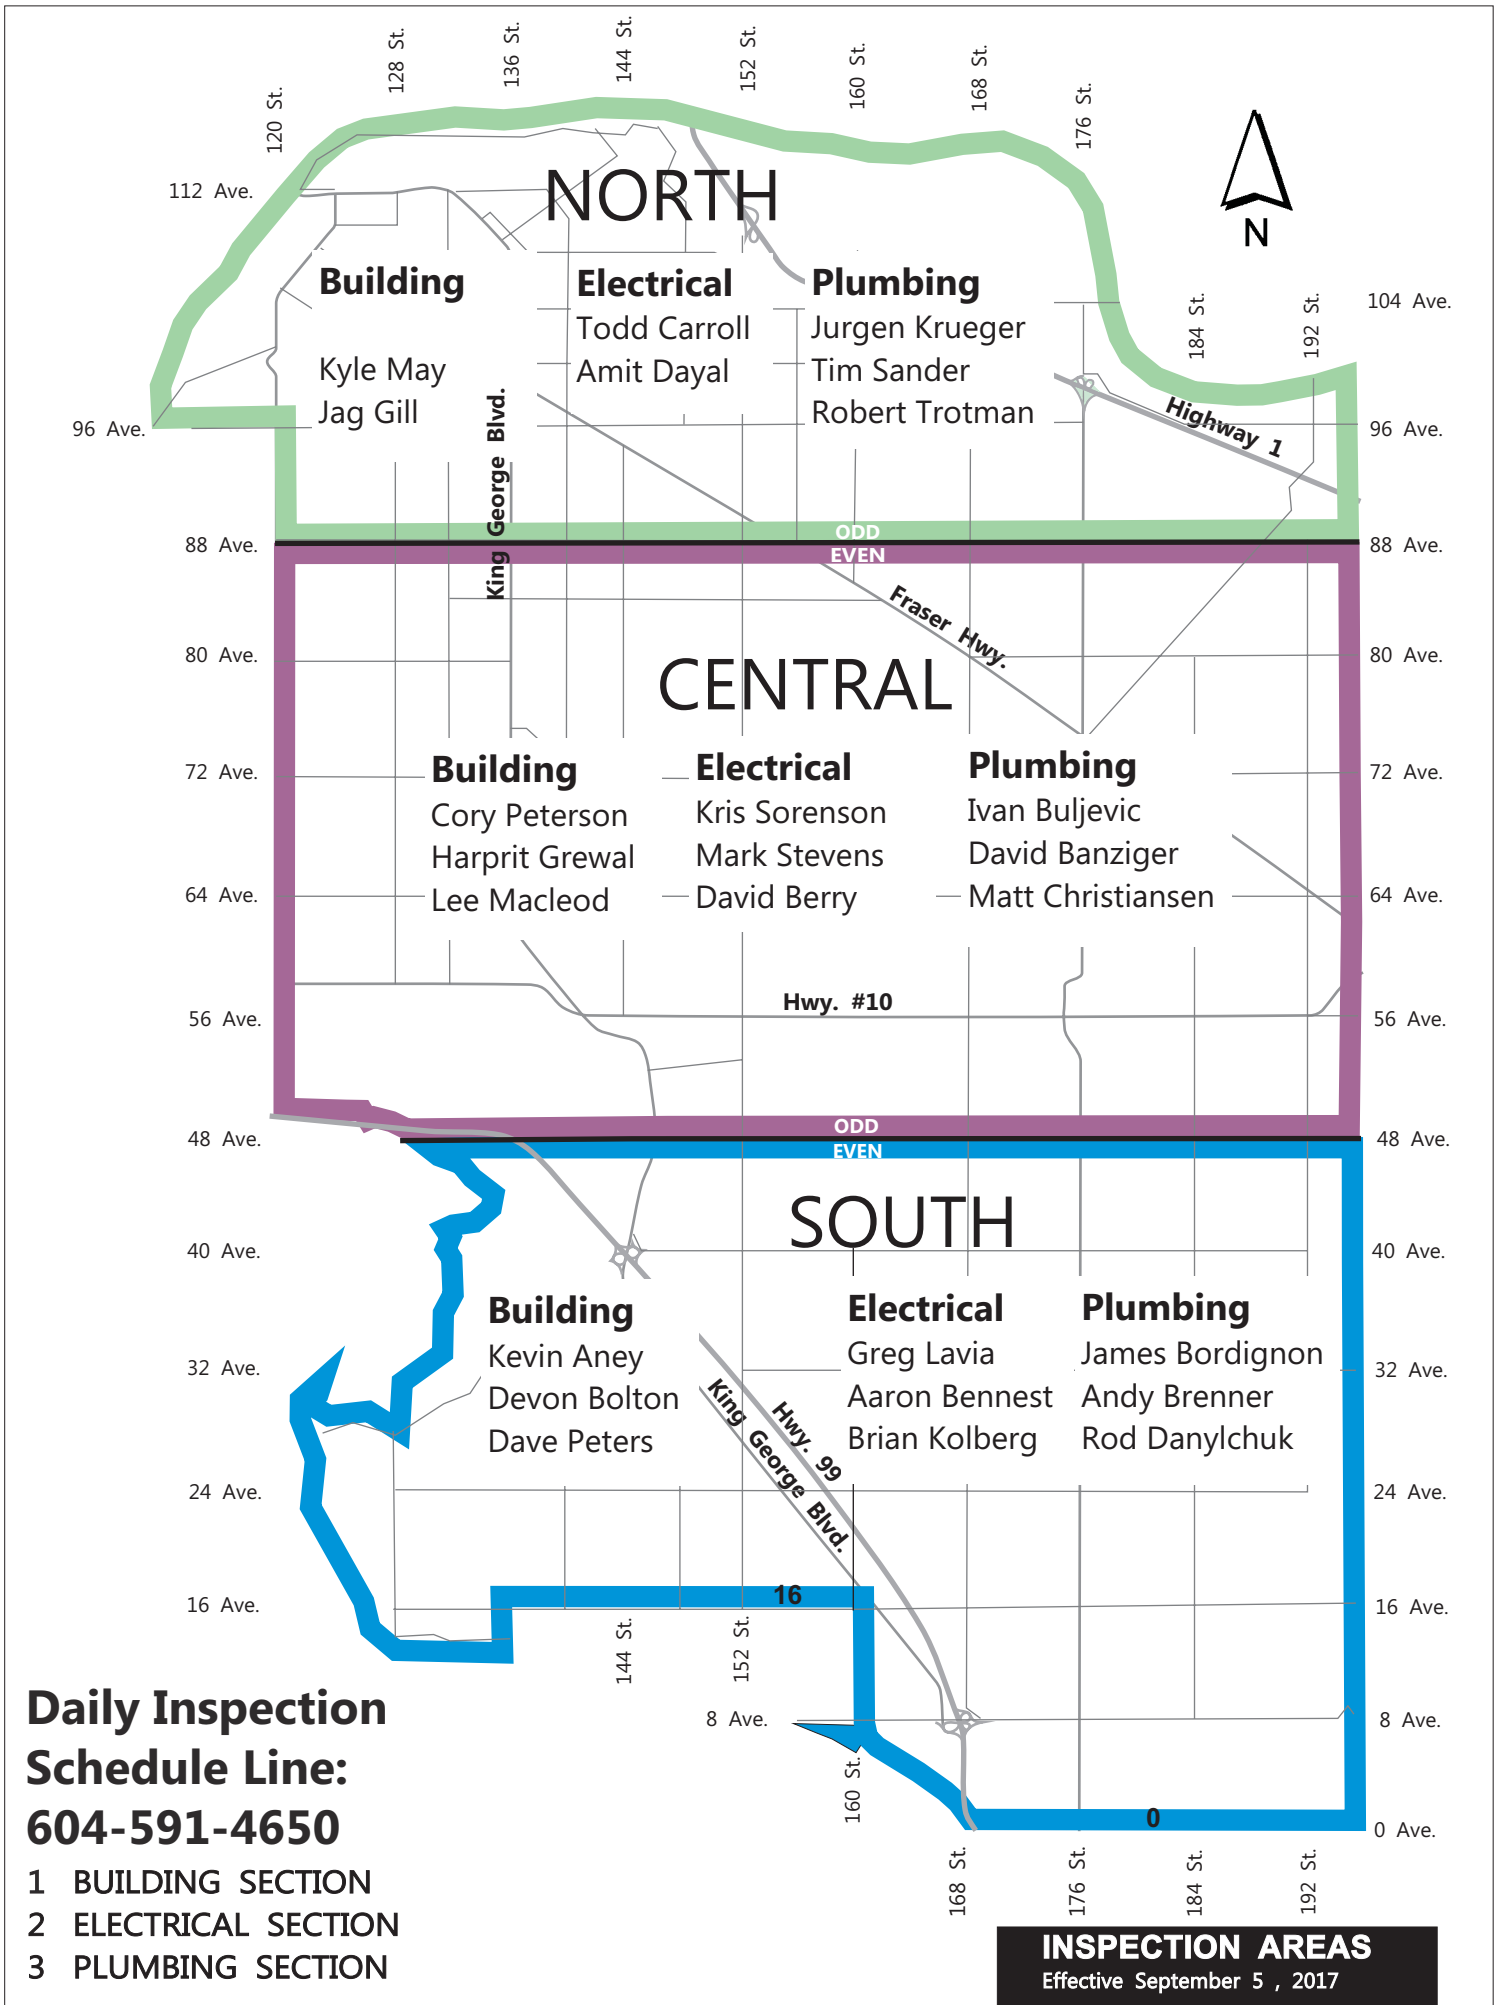 120 St.
128 St.
136 St.
144 St.
152 St.
160 St.
168 St.
176 St.
112 Ave.
NORTH
N
Building
Kyle May
Jag Gill
Electrical
Todd Carroll
Amit Dayal
Plumbing
Jurgen Krueger
Tim Sander
Robert Trotman
184 St.
192 St.
104 Ave.
King George Blvd.
Highway 1
96 Ave.
96 Ave.
ODD
88 Ave.
88 Ave.
EVEN
Fraser Hwy.
80 Ave.
80 Ave.
CENTRAL
72 Ave.
72 Ave.
Building
Cory Peterson
Harprit Grewal
Lee Macleod
Electrical
Kris Sorenson
Mark Stevens
David Berry
Plumbing
Ivan Buljevic
David Banziger
Matt Christiansen
64 Ave.
64 Ave.
Hwy. #10
56 Ave.
56 Ave.
ODD
48 Ave.
48 Ave.
EVEN
SOUTH
40 Ave.
40 Ave.
Building
Kevin Aney
Devon Bolton
Dave Peters
Electrical
Greg Lavia
Aaron Bennest
Brian Kolberg
Plumbing
James Bordignon
Andy Brenner
Rod Danylchuk
32 Ave.
32 Ave.
Hwy. 99
King George Blvd.
24 Ave.
24 Ave.
16
16 Ave.
16 Ave.
144 St.
152 St.
8 Ave.
8 Ave.
160 St.
0
0 Ave.
168 St.
176 St.
184 St.
192 St.
Daily Inspection
Schedule Line:
604-591-4650
1 BUILDING SECTION
2 ELECTRICAL SECTION
3 PLUMBING SECTION
INSPECTION AREAS
Effective September 5 , 2017